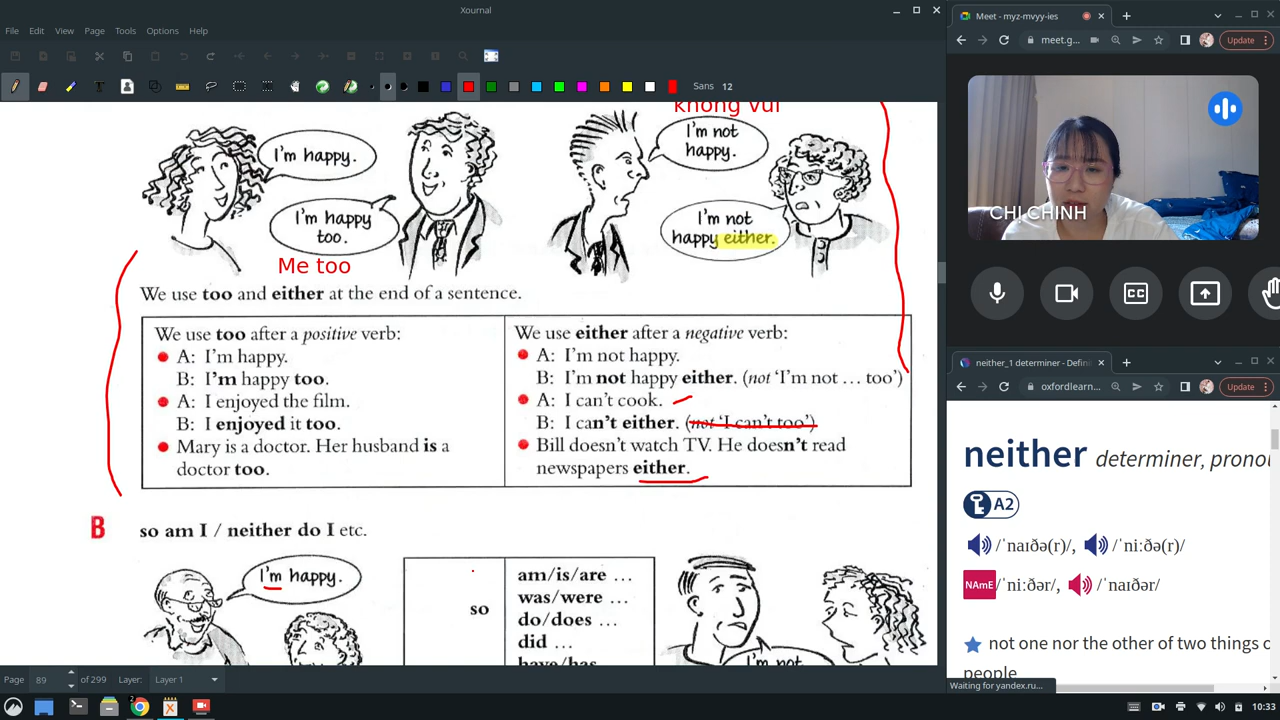 Xournal
File Edit View Page Tools Options Help
Sans 12
không vui
I'm happy.
I'm happy
too.
Me too
I'm not
happy.
I'm not
happy either.
We use too and either at the end of a sentence.
We use too after a positive verb:
A: I'm happy.
B: I'm happy too.
A: I enjoyed the film.
B: I enjoyed it too.
Mary is a doctor. Her husband is a
doctor too.
We use either after a negative verb:
A: I'm not happy.
B: I'm not happy either. (not 'I'm not … too')
A: I can't cook.
B: I can't either. (not 'I can't too')
Bill doesn't watch TV. He doesn't read
newspapers either.
B so am I / neither do I etc.
I'm happy.
so
am/is/are …
was/were …
do/does …
did …
have/has
I'm not
Page 89 of 299 Layer: Layer 1
Meet - myz-mvyy-ies
meet.g...
Update
CHỊ CHINH
CC
neither_1 determiner - Defini
oxfordlearn...
Update
neither determiner, prono
A2
/ˈnaɪðə(r)/, /ˈniːðə(r)/
NAmE /ˈniːðər/, /ˈnaɪðər/
not one nor the other of two things o
people
Waiting for yandex.ru...
2
10:33